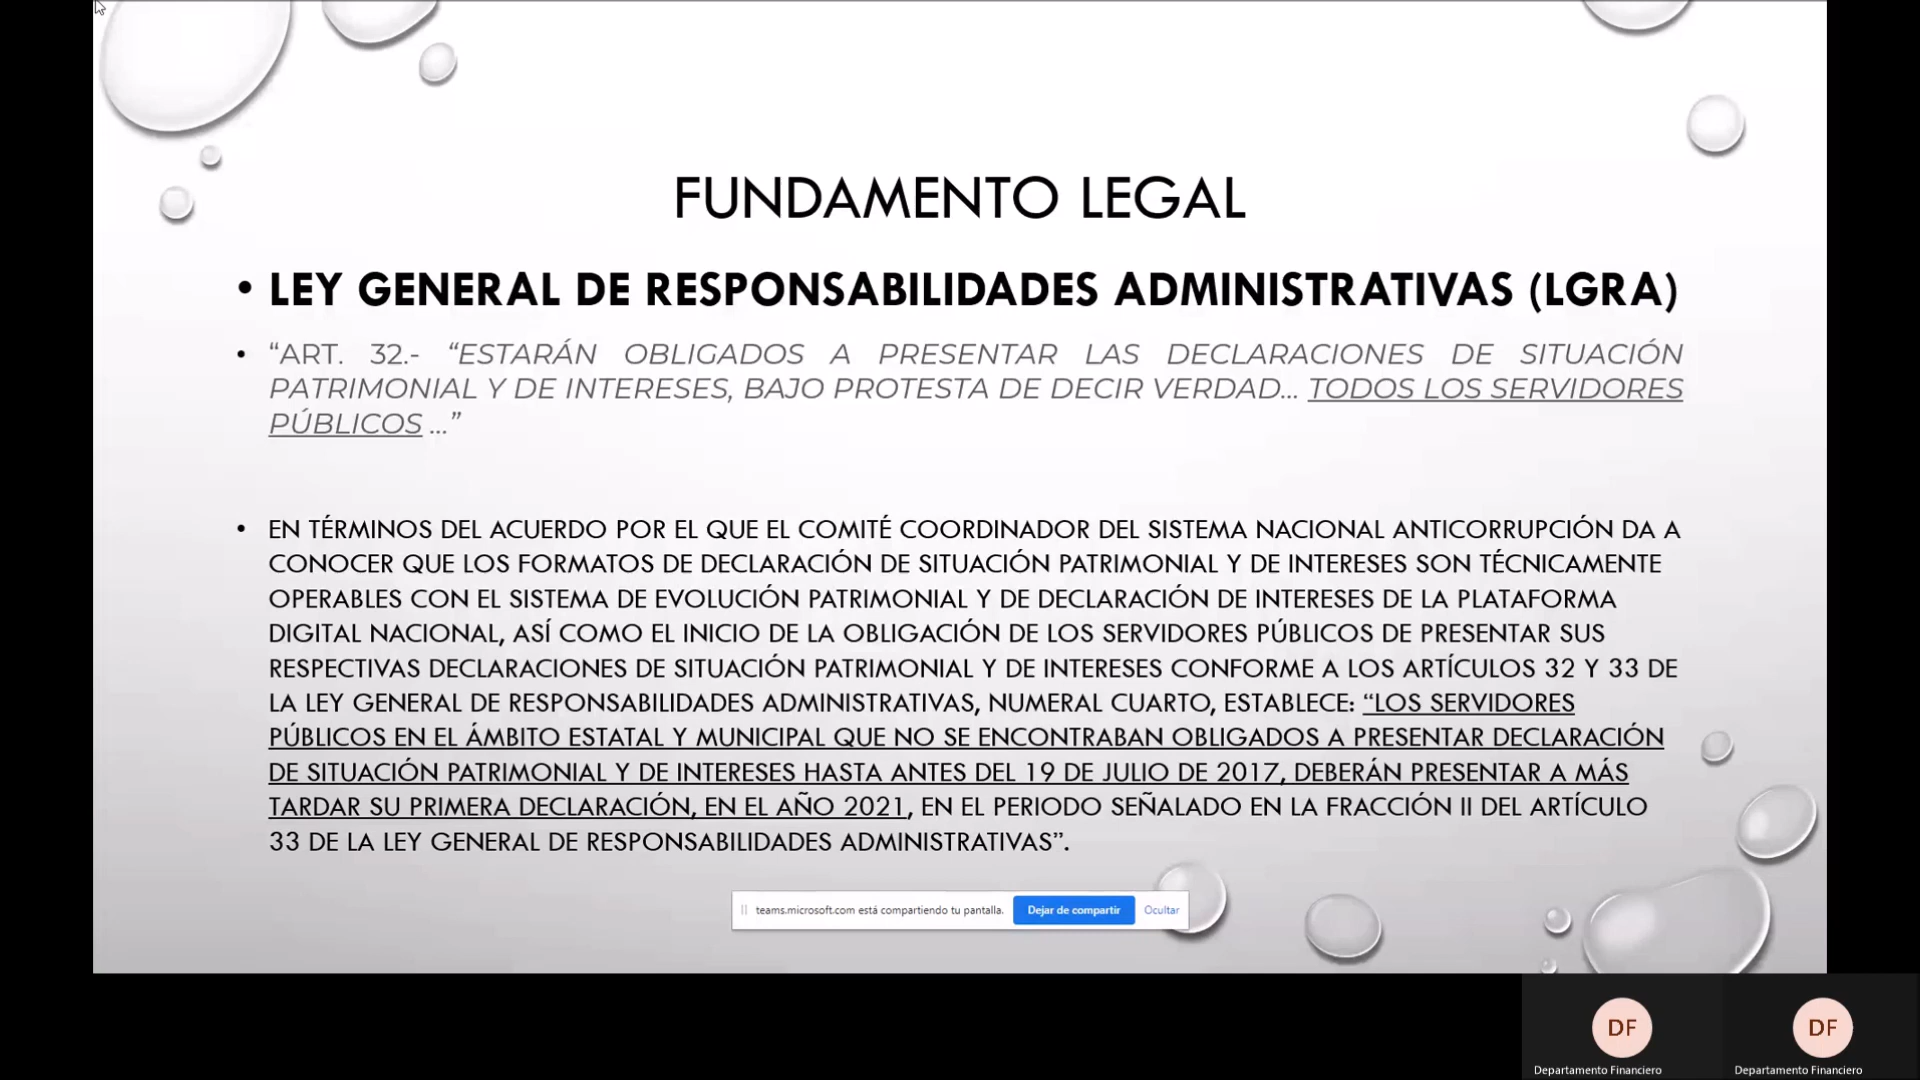 FUNDAMENTO LEGAL
• LEY GENERAL DE RESPONSABILIDADES ADMINISTRATIVAS (LGRA)
• “ART. 32.- “ESTARÁN OBLIGADOS A PRESENTAR LAS DECLARACIONES DE SITUACIÓN
PATRIMONIAL Y DE INTERESES, BAJO PROTESTA DE DECIR VERDAD... TODOS LOS SERVIDORES
PÚBLICOS ...”
• EN TÉRMINOS DEL ACUERDO POR EL QUE EL COMITÉ COORDINADOR DEL SISTEMA NACIONAL ANTICORRUPCIÓN DA A
CONOCER QUE LOS FORMATOS DE DECLARACIÓN DE SITUACIÓN PATRIMONIAL Y DE INTERESES SON TÉCNICAMENTE
OPERABLES CON EL SISTEMA DE EVOLUCIÓN PATRIMONIAL Y DE DECLARACIÓN DE INTERESES DE LA PLATAFORMA
DIGITAL NACIONAL, ASÍ COMO EL INICIO DE LA OBLIGACIÓN DE LOS SERVIDORES PÚBLICOS DE PRESENTAR SUS
RESPECTIVAS DECLARACIONES DE SITUACIÓN PATRIMONIAL Y DE INTERESES CONFORME A LOS ARTÍCULOS 32 Y 33 DE
LA LEY GENERAL DE RESPONSABILIDADES ADMINISTRATIVAS, NUMERAL CUARTO, ESTABLECE: “LOS SERVIDORES
PÚBLICOS EN EL ÁMBITO ESTATAL Y MUNICIPAL QUE NO SE ENCONTRABAN OBLIGADOS A PRESENTAR DECLARACIÓN
DE SITUACIÓN PATRIMONIAL Y DE INTERESES HASTA ANTES DEL 19 DE JULIO DE 2017, DEBERÁN PRESENTAR A MÁS
TARDAR SU PRIMERA DECLARACIÓN, EN EL AÑO 2021, EN EL PERIODO SEÑALADO EN LA FRACCIÓN II DEL ARTÍCULO
33 DE LA LEY GENERAL DE RESPONSABILIDADES ADMINISTRATIVAS”.
teams.microsoft.com está compartiendo tu pantalla. Dejar de compartir Ocultar
DF DF
Departamento Financiero Departamento Financiero